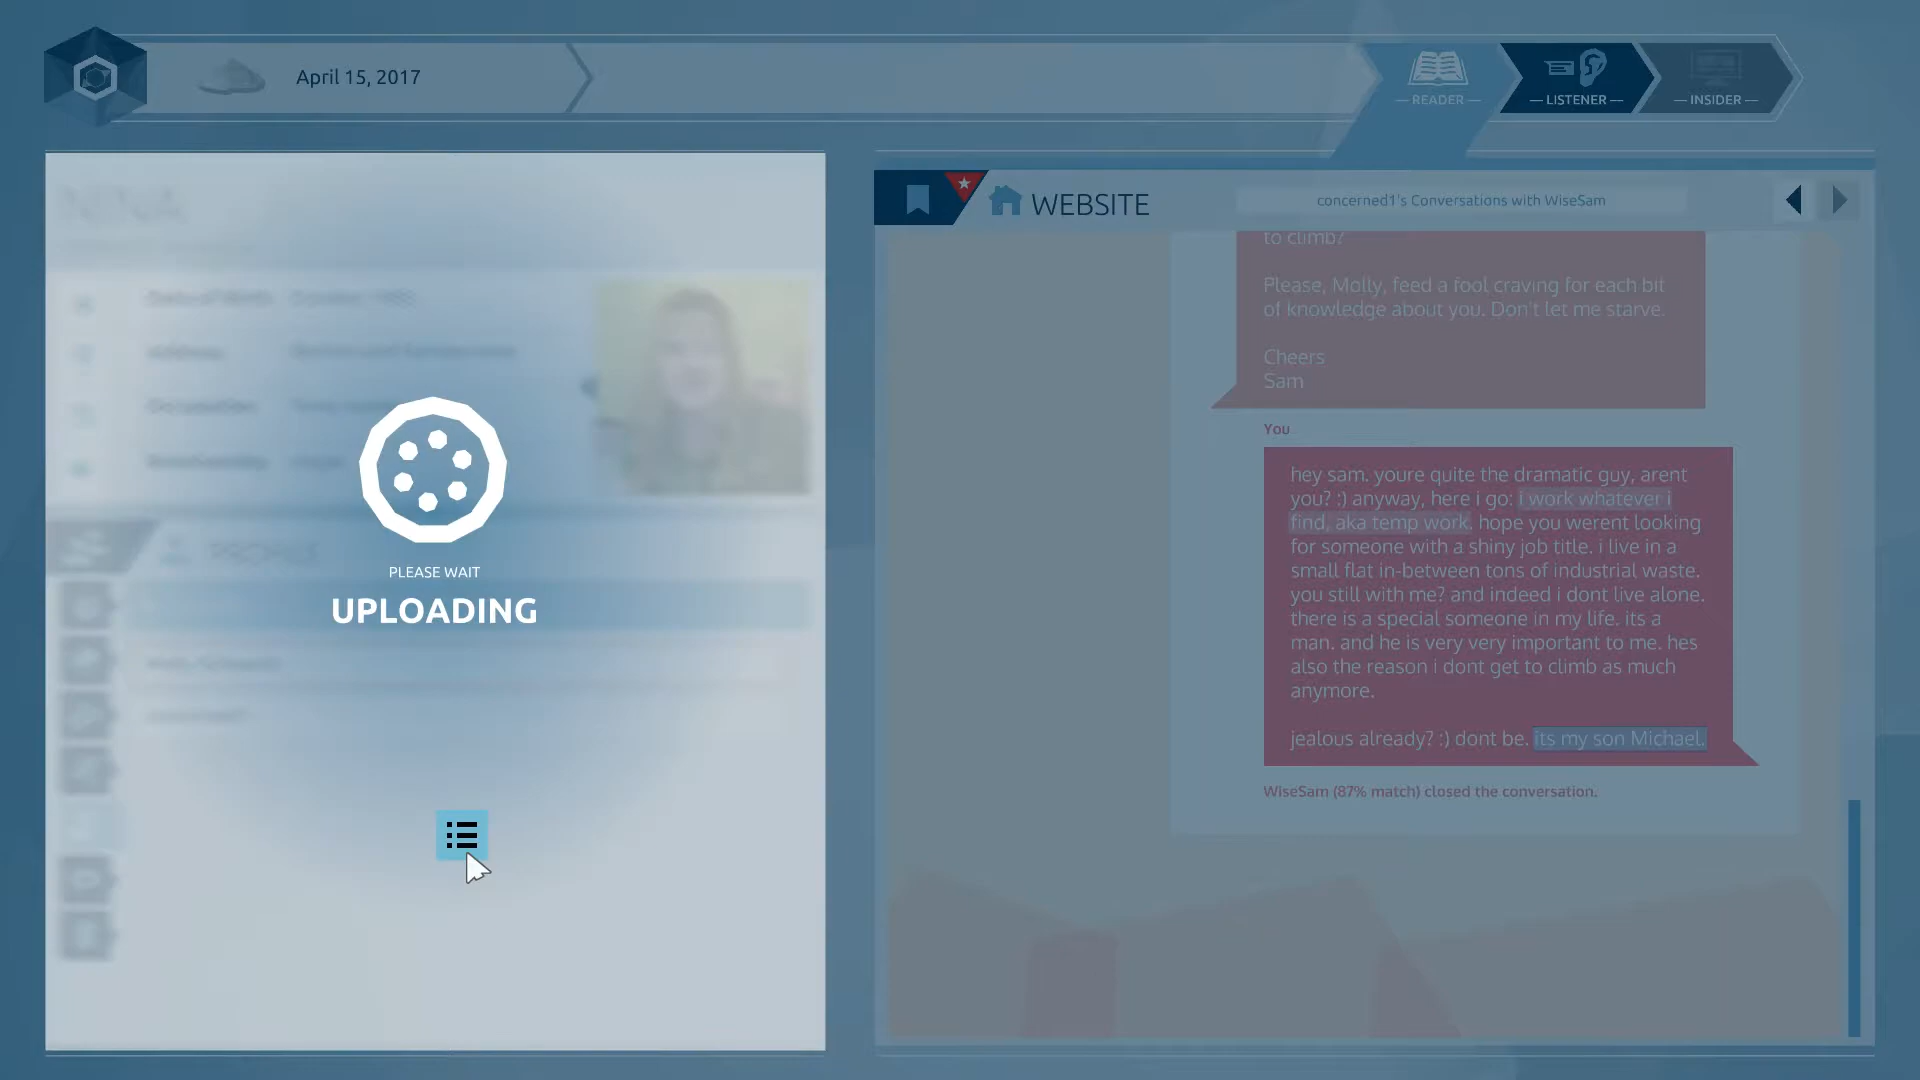 April 15, 2017
— READER —
— LISTENER —
— INSIDER —
NINA
PROFILE
PLEASE WAIT
UPLOADING
WEBSITE
concerned1's Conversations with WiseSam
to climb?
Please, Molly, feed a fool craving for each bit
of knowledge about you. Don't let me starve.
Cheers
Sam
You
hey sam. youre quite the dramatic guy, arent
you? :) anyway, here i go: i work whatever i
find, aka temp work. hope you werent looking
for someone with a shiny job title. i live in a
small flat in-between tons of industrial waste.
you still with me? and indeed i dont live alone.
there is a special someone in my life. its a
man. and he is very very important to me. hes
also the reason i dont get to climb as much
anymore.
jealous already? :) dont be. its my son Michael.
WiseSam (87% match) closed the conversation.